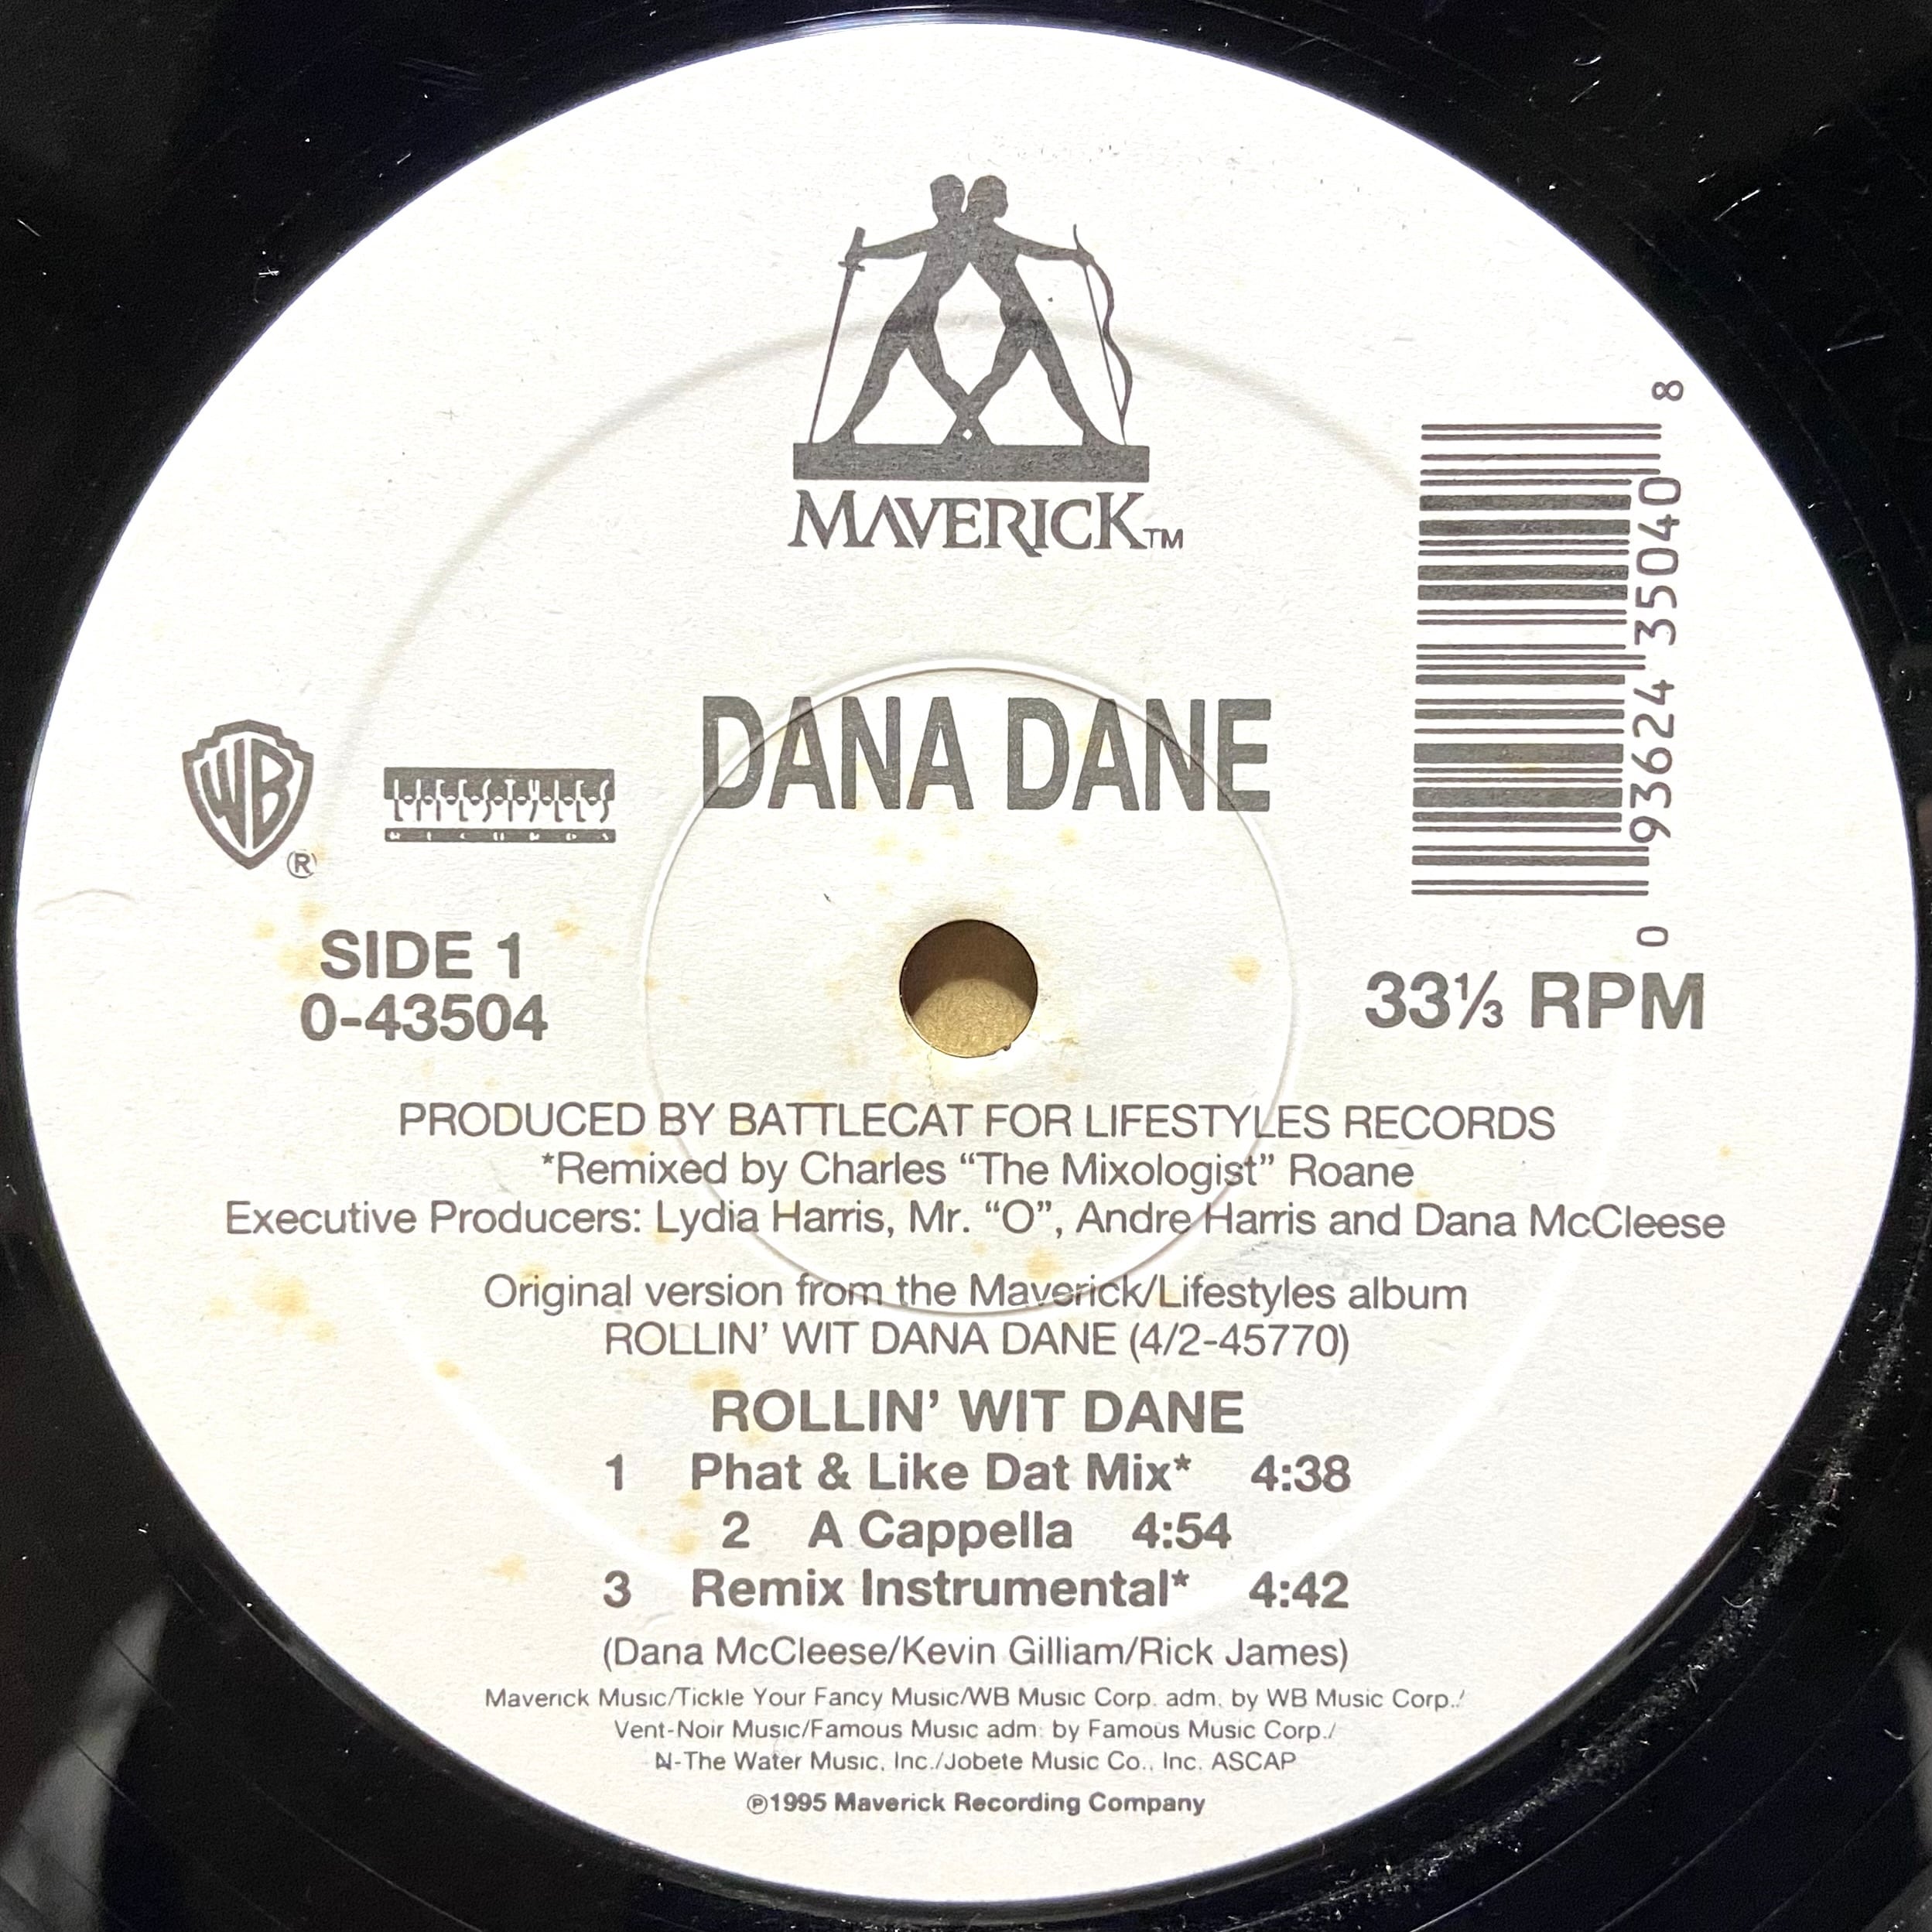 MAVERICK™
DANA DANE
WB®
LIFESTYLES
RECORDS
8
93624 35040
0
SIDE 1
0-43504
33⅓ RPM
PRODUCED BY BATTLECAT FOR LIFESTYLES RECORDS
*Remixed by Charles “The Mixologist” Roane
Executive Producers: Lydia Harris, Mr. “O”, Andre Harris and Dana McCleese
Original version from the Maverick/Lifestyles album
ROLLIN’ WIT DANA DANE (4/2-45770)
ROLLIN’ WIT DANE
1 Phat & Like Dat Mix* 4:38
2 A Cappella 4:54
3 Remix Instrumental* 4:42
(Dana McCleese/Kevin Gilliam/Rick James)
Maverick Music/Tickle Your Fancy Music/WB Music Corp. adm. by WB Music Corp./
Vent-Noir Music/Famous Music adm. by Famous Music Corp./
N-The Water Music, Inc./Jobete Music Co., Inc. ASCAP
℗1995 Maverick Recording Company